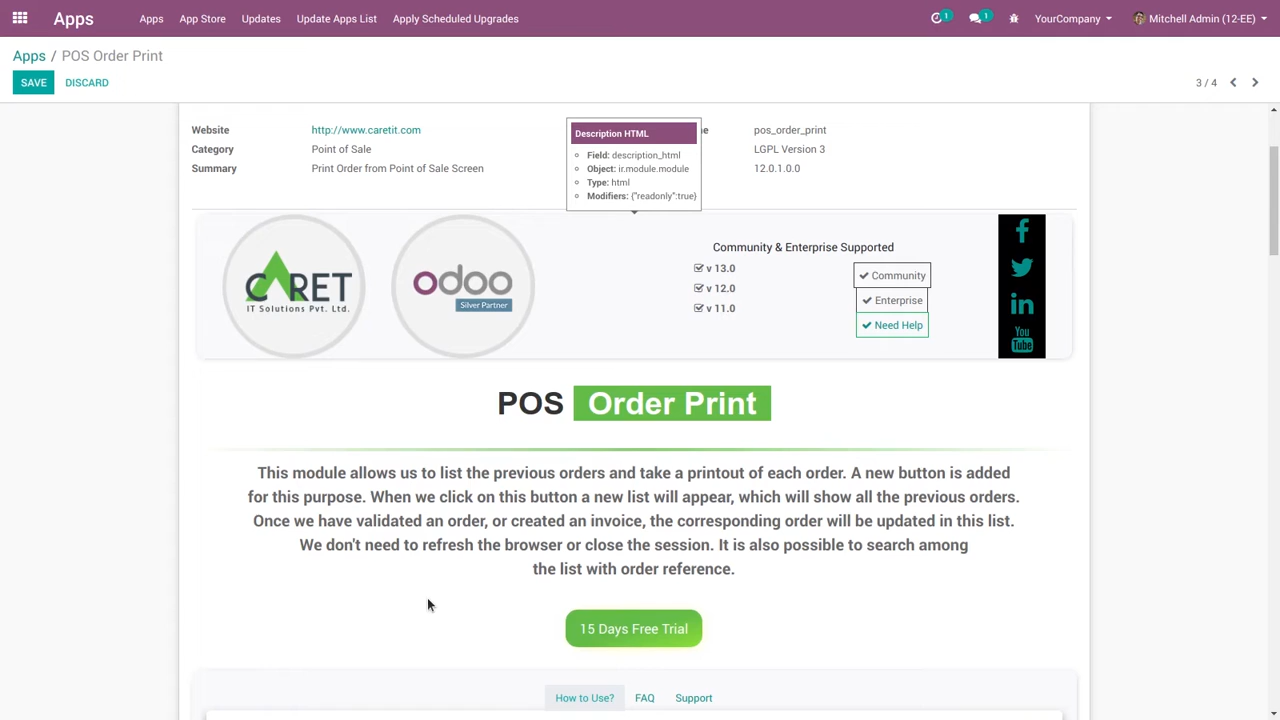 Apps Apps App Store Updates Update Apps List Apply Scheduled Upgrades 1 1 YourCompany Mitchell Admin (12-EE)
Apps / POS Order Print
SAVE DISCARD 3 / 4
Website http://www.caretit.com pos_order_print
Category Point of Sale LGPL Version 3
Summary Print Order from Point of Sale Screen 12.0.1.0.0
Description HTML
Field: description_html
Object: ir.module.module
Type: html
Modifiers: {"readonly":true}
CARET
IT Solutions Pvt. Ltd.
odoo
Silver Partner
Community & Enterprise Supported
v 13.0
v 12.0
v 11.0
Community
Enterprise
Need Help
You
Tube
POS Order Print
This module allows us to list the previous orders and take a printout of each order. A new button is added
for this purpose. When we click on this button a new list will appear, which will show all the previous orders.
Once we have validated an order, or created an invoice, the corresponding order will be updated in this list.
We don't need to refresh the browser or close the session. It is also possible to search among
the list with order reference.
15 Days Free Trial
How to Use? FAQ Support